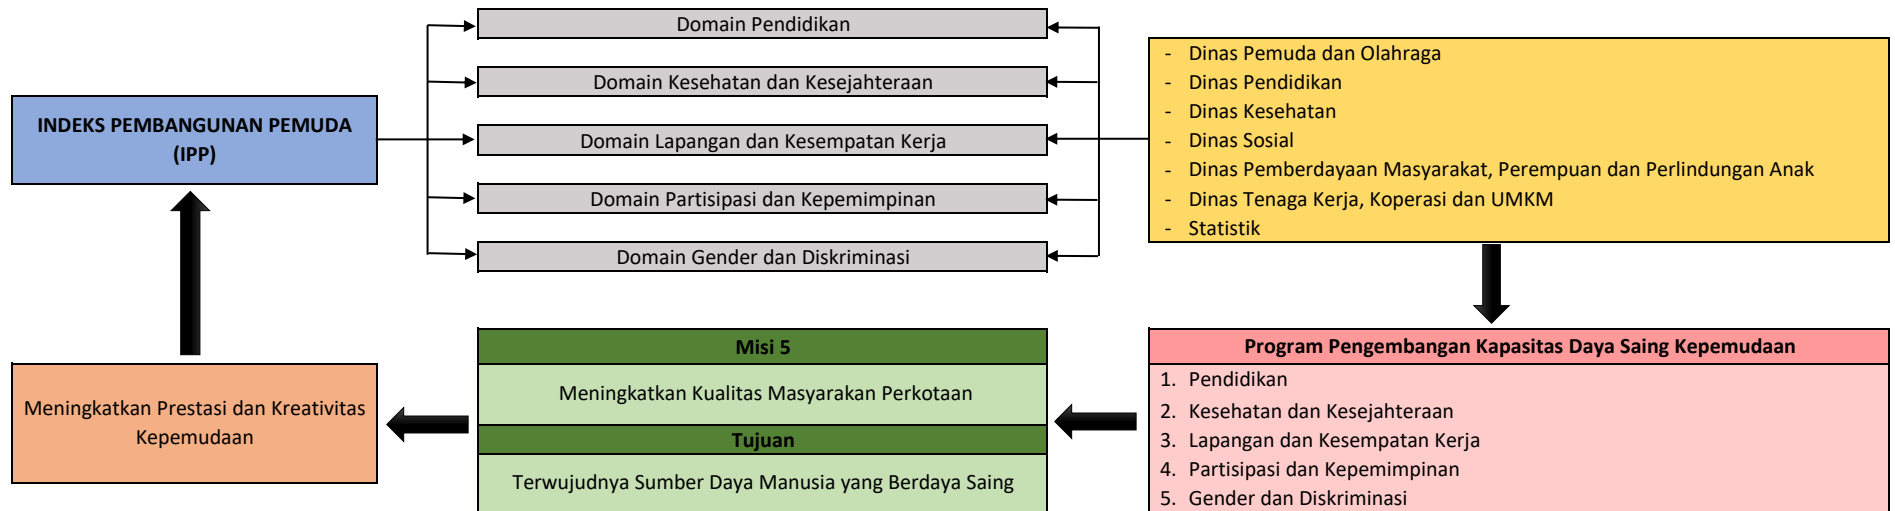 INDEKS PEMBANGUNAN PEMUDA
(IPP)
Domain Pendidikan
Domain Kesehatan dan Kesejahteraan
Domain Lapangan dan Kesempatan Kerja
Domain Partisipasi dan Kepemimpinan
Domain Gender dan Diskriminasi
- Dinas Pemuda dan Olahraga
- Dinas Pendidikan
- Dinas Kesehatan
- Dinas Sosial
- Dinas Pemberdayaan Masyarakat, Perempuan dan Perlindungan Anak
- Dinas Tenaga Kerja, Koperasi dan UMKM
- Statistik
Program Pengembangan Kapasitas Daya Saing Kepemudaan
1. Pendidikan
2. Kesehatan dan Kesejahteraan
3. Lapangan dan Kesempatan Kerja
4. Partisipasi dan Kepemimpinan
5. Gender dan Diskriminasi
Misi 5
Meningkatkan Kualitas Masyarakan Perkotaan
Tujuan
Terwujudnya Sumber Daya Manusia yang Berdaya Saing
Meningkatkan Prestasi dan Kreativitas
Kepemudaan